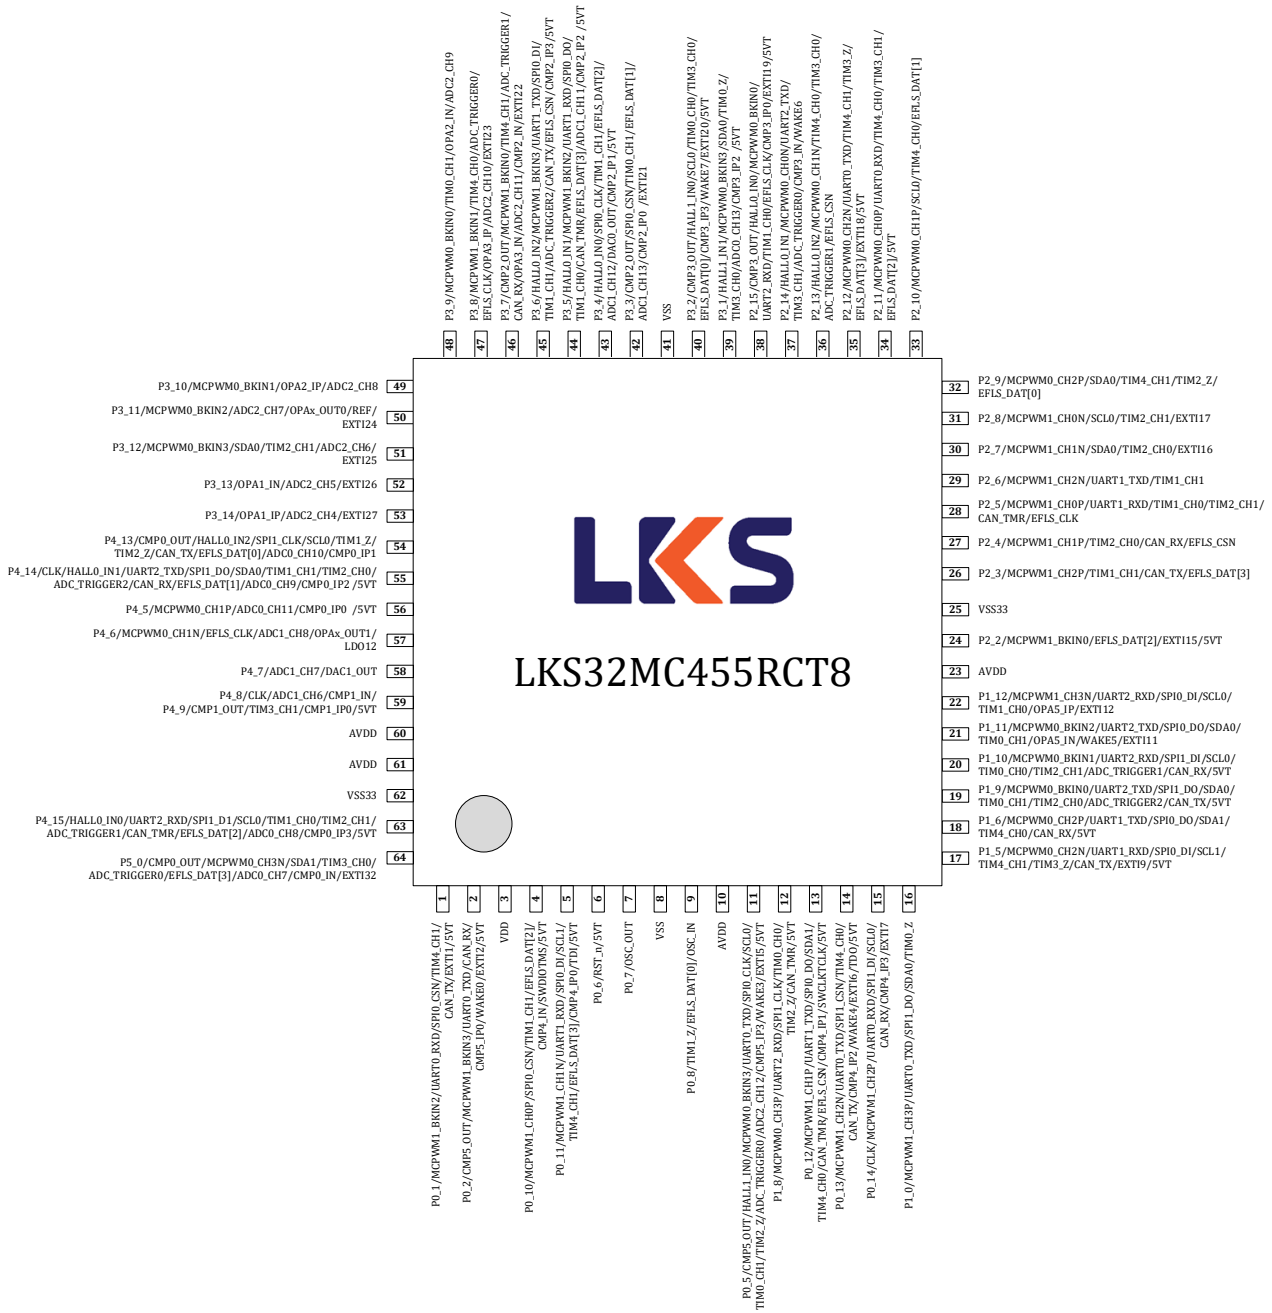 P3_9/MCPWM0_BKIN0/TIM0_CH1/OPA2_IN/ADC2_CH9
P3_8/MCPWM1_BKIN1/TIM4_CH0/ADC_TRIGGER0/
EFLS_CLK/OPA3_IP/ADC2_CH10/EXTI23
P3_7/CMP2_OUT/MCPWM1_BKIN0/TIM4_CH1/ADC_TRIGGER1/
CAN_RX/OPA3_IN/ADC2_CH11/CMP2_IN/EXTI22
P3_6/HALL0_IN2/MCPWM1_BKIN3/UART1_TXD/SPI0_DI/
TIM1_CH1/ADC_TRIGGER2/CAN_TX/EFLS_CSN/CMP2_IP3/5VT
P3_5/HALL0_IN1/MCPWM1_BKIN2/UART1_RXD/SPI0_DO/
TIM1_CH0/CAN_TMR/EFLS_DAT[3]/ADC1_CH11/CMP2_IP2 /5VT
P3_4/HALL0_IN0/SPI0_CLK/TIM1_CH1/EFLS_DAT[2]/
ADC1_CH12/DAC0_OUT/CMP2_IP1/5VT
P3_3/CMP2_OUT/SPI0_CSN/TIM0_CH1/EFLS_DAT[1]/
ADC1_CH13/CMP2_IP0 /EXTI21
VSS
P3_2/CMP3_OUT/HALL1_IN0/SCL0/TIM0_CH0/TIM3_CH0/
EFLS_DAT[0]/CMP3_IP3/WAKE7/EXTI20/5VT
P3_1/HALL1_IN1/MCPWM0_BKIN3/SDA0/TIM0_Z/
TIM3_CH0/ADC0_CH13/CMP3_IP2 /5VT
P2_15/CMP3_OUT/HALL0_IN0/MCPWM0_BKIN0/
UART2_RXD/TIM1_CH0/EFLS_CLK/CMP3_IP0/EXTI19/5VT
P2_14/HALL0_IN1/MCPWM0_CH0N/UART2_TXD/
TIM3_CH1/ADC_TRIGGER0/CMP3_IN/WAKE6
P2_13/HALL0_IN2/MCPWM0_CH1N/TIM4_CH0/TIM3_CH0/
ADC_TRIGGER1/EFLS_CSN
P2_12/MCPWM0_CH2N/UART0_TXD/TIM4_CH1/TIM3_Z/
EFLS_DAT[3]/EXTI18/5VT
P2_11/MCPWM0_CH0P/UART0_RXD/TIM4_CH0/TIM3_CH1/
EFLS_DAT[2]/5VT
P2_10/MCPWM0_CH1P/SCL0/TIM4_CH0/EFLS_DAT[1]
48
47
46
45
44
43
42
41
40
39
38
37
36
35
34
33
P3_10/MCPWM0_BKIN1/OPA2_IP/ADC2_CH8 49
P3_11/MCPWM0_BKIN2/ADC2_CH7/OPAx_OUT0/REF/
EXTI24 50
P3_12/MCPWM0_BKIN3/SDA0/TIM2_CH1/ADC2_CH6/
EXTI25 51
P3_13/OPA1_IN/ADC2_CH5/EXTI26 52
P3_14/OPA1_IP/ADC2_CH4/EXTI27 53
P4_13/CMP0_OUT/HALL0_IN2/SPI1_CLK/SCL0/TIM1_Z/
TIM2_Z/CAN_TX/EFLS_DAT[0]/ADC0_CH10/CMP0_IP1 54
P4_14/CLK/HALL0_IN1/UART2_TXD/SPI1_DO/SDA0/TIM1_CH1/TIM2_CH0/
ADC_TRIGGER2/CAN_RX/EFLS_DAT[1]/ADC0_CH9/CMP0_IP2 /5VT 55
P4_5/MCPWM0_CH1P/ADC0_CH11/CMP0_IP0 /5VT 56
P4_6/MCPWM0_CH1N/EFLS_CLK/ADC1_CH8/OPAx_OUT1/
LDO12 57
P4_7/ADC1_CH7/DAC1_OUT 58
P4_8/CLK/ADC1_CH6/CMP1_IN/
P4_9/CMP1_OUT/TIM3_CH1/CMP1_IP0/5VT 59
AVDD 60
AVDD 61
VSS33 62
P4_15/HALL0_IN0/UART2_RXD/SPI1_D1/SCL0/TIM1_CH0/TIM2_CH1/
ADC_TRIGGER1/CAN_TMR/EFLS_DAT[2]/ADC0_CH8/CMP0_IP3/5VT 63
P5_0/CMP0_OUT/MCPWM0_CH3N/SDA1/TIM3_CH0/
ADC_TRIGGER0/EFLS_DAT[3]/ADC0_CH7/CMP0_IN/EXTI32 64
LKS
LKS32MC455RCT8
32 P2_9/MCPWM0_CH2P/SDA0/TIM4_CH1/TIM2_Z/
EFLS_DAT[0]
31 P2_8/MCPWM1_CH0N/SCL0/TIM2_CH1/EXTI17
30 P2_7/MCPWM1_CH1N/SDA0/TIM2_CH0/EXTI16
29 P2_6/MCPWM1_CH2N/UART1_TXD/TIM1_CH1
28 P2_5/MCPWM1_CH0P/UART1_RXD/TIM1_CH0/TIM2_CH1/
CAN_TMR/EFLS_CLK
27 P2_4/MCPWM1_CH1P/TIM2_CH0/CAN_RX/EFLS_CSN
26 P2_3/MCPWM1_CH2P/TIM1_CH1/CAN_TX/EFLS_DAT[3]
25 VSS33
24 P2_2/MCPWM1_BKIN0/EFLS_DAT[2]/EXTI15/5VT
23 AVDD
22 P1_12/MCPWM1_CH3N/UART2_RXD/SPI0_DI/SCL0/
TIM1_CH0/OPA5_IP/EXTI12
21 P1_11/MCPWM0_BKIN2/UART2_TXD/SPI0_DO/SDA0/
TIM0_CH1/OPA5_IN/WAKE5/EXTI11
20 P1_10/MCPWM0_BKIN1/UART2_RXD/SPI1_DI/SCL0/
TIM0_CH0/TIM2_CH1/ADC_TRIGGER1/CAN_RX/5VT
19 P1_9/MCPWM0_BKIN0/UART2_TXD/SPI1_DO/SDA0/
TIM0_CH1/TIM2_CH0/ADC_TRIGGER2/CAN_TX/5VT
18 P1_6/MCPWM0_CH2P/UART1_TXD/SPI0_DO/SDA1/
TIM4_CH0/CAN_RX/5VT
17 P1_5/MCPWM0_CH2N/UART1_RXD/SPI0_DI/SCL1/
TIM4_CH1/TIM3_Z/CAN_TX/EXTI9/5VT
1
2
3
4
5
6
7
8
9
10
11
12
13
14
15
16
P0_1/MCPWM1_BKIN2/UART0_RXD/SPI0_CSN/TIM4_CH1/
CAN_TX/EXTI1/5VT
P0_2/CMP5_OUT/MCPWM1_BKIN3/UART0_TXD/CAN_RX/
CMP5_IP0/WAKE0/EXTI2/5VT
VDD
P0_10/MCPWM1_CH0P/SPI0_CSN/TIM1_CH1/EFLS_DAT[2]/
CMP4_IN/SWDIOTMS/5VT
P0_11/MCPWM1_CH1N/UART1_RXD/SPI0_DI/SCL1/
TIM4_CH1/EFLS_DAT[3]/CMP4_IP0/TDI/5VT
P0_6/RST_n/5VT
P0_7/OSC_OUT
VSS
P0_8/TIM1_Z/EFLS_DAT[0]/OSC_IN
AVDD
P0_5/CMP5_OUT/HALL1_IN0/MCPWM0_BKIN3/UART0_TXD/SPI0_CLK/SCL0/
TIM0_CH1/TIM2_Z/ADC_TRIGGER0/ADC2_CH12/CMP5_IP3/WAKE3/EXTI5/5VT
P1_8/MCPWM0_CH3P/UART2_RXD/SPI1_CLK/TIM0_CH0/
TIM2_Z/CAN_TMR/5VT
P0_12/MCPWM1_CH1P/UART1_TXD/SPI0_DO/SDA1/
TIM4_CH0/CAN_TMR/EFLS_CSN/CMP4_IP1/SWCLKTCLK/5VT
P0_13/MCPWM1_CH2N/UART0_TXD/SPI1_CSN/TIM4_CH0/
CAN_TX/CMP4_IP2/WAKE4/EXTI6/TDO/5VT
P0_14/CLK/MCPWM1_CH2P/UART0_RXD/SPI1_DI/SCL0/
CAN_RX/CMP4_IP3/EXTI7
P1_0/MCPWM1_CH3P/UART0_TXD/SPI1_DO/SDA0/TIM0_Z